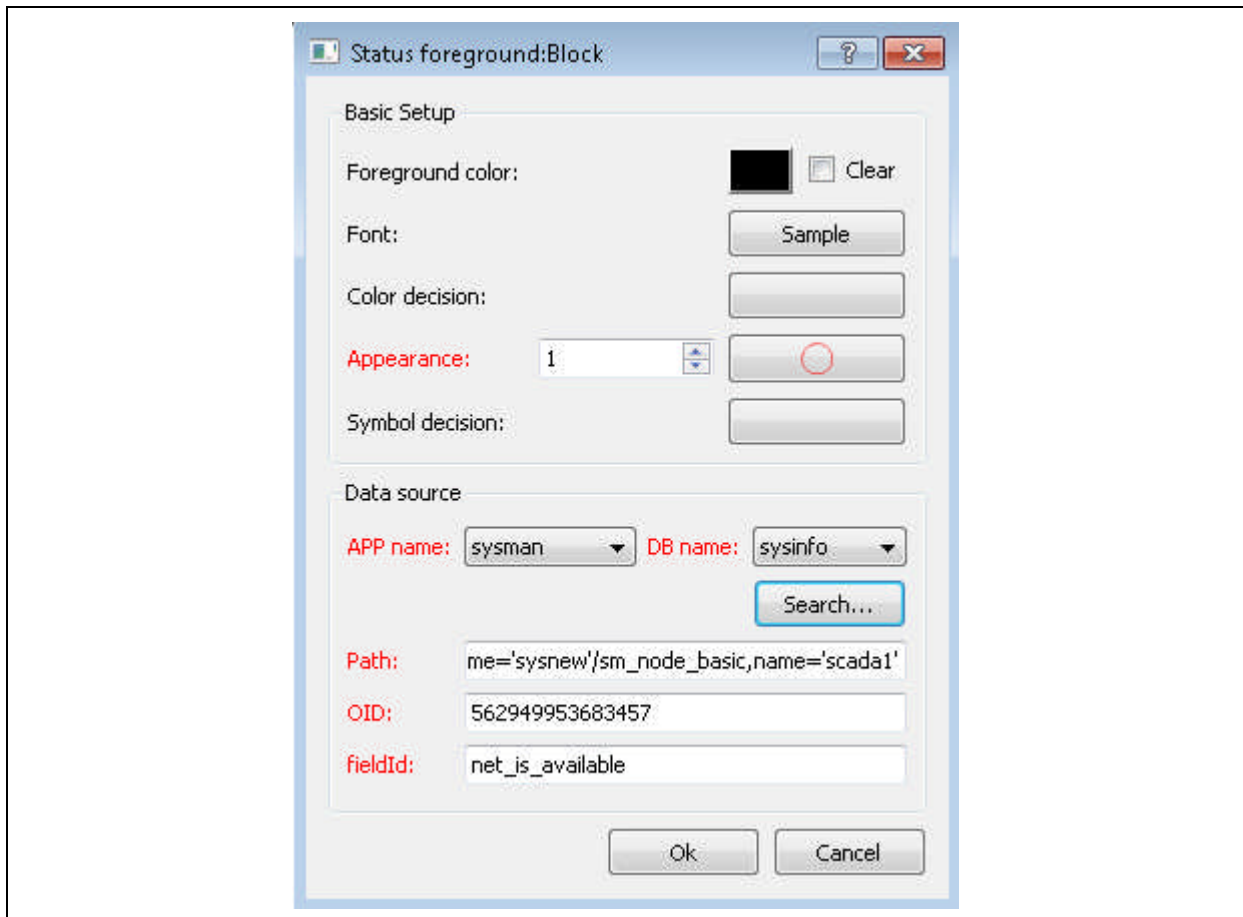 Status foreground:Block
Basic Setup
Foreground color: Clear
Font: Sample
Color decision:
Appearance: 1
Symbol decision:
Data source
APP name: sysman DB name: sysinfo
Search...
Path: me='sysnew'/sm_node_basic,name='scada1'
OID: 562949953683457
fieldId: net_is_available
Ok Cancel